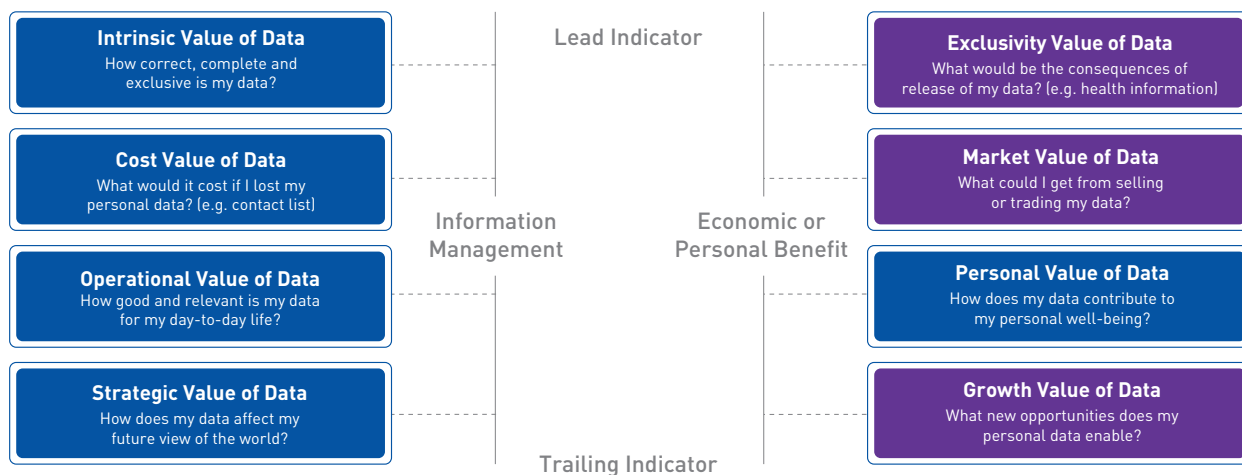 Lead Indicator
Intrinsic Value of Data
How correct, complete and
exclusive is my data?
Cost Value of Data
What would it cost if I lost my
personal data? (e.g. contact list)
Information
Management
Operational Value of Data
How good and relevant is my data
for my day-to-day life?
Strategic Value of Data
How does my data affect my
future view of the world?
Exclusivity Value of Data
What would be the consequences of
release of my data? (e.g. health information)
Market Value of Data
What could I get from selling
or trading my data?
Economic or
Personal Benefit
Personal Value of Data
How does my data contribute to
my personal well-being?
Growth Value of Data
What new opportunities does my
personal data enable?
Trailing Indicator